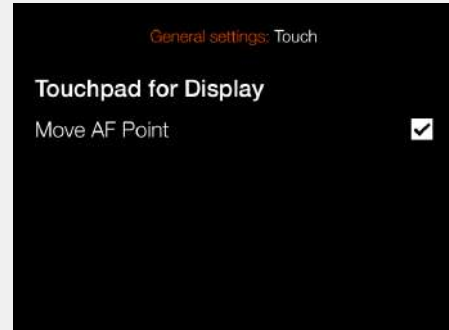 General settings: Touch
Touchpad for Display
Move AF Point